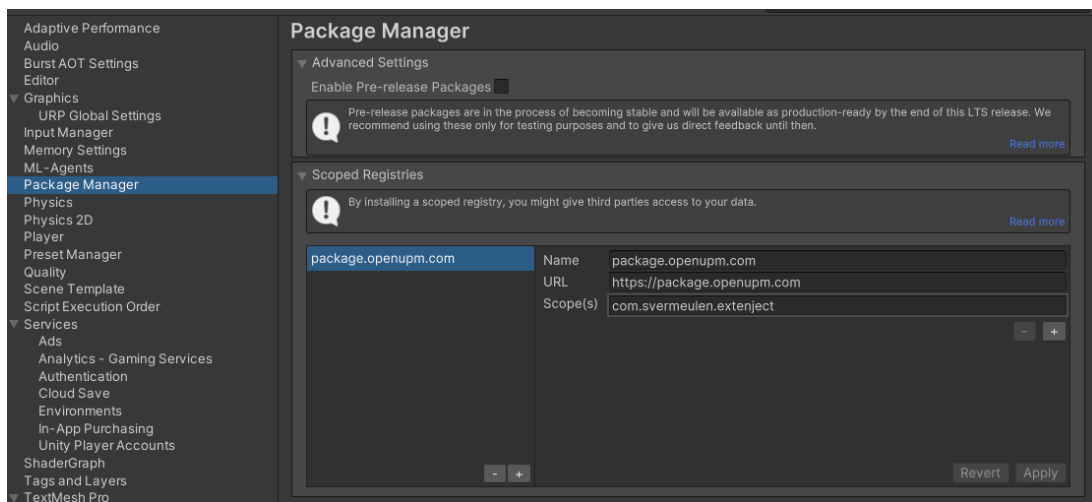 Adaptive Performance
Audio
Burst AOT Settings
Editor
Graphics
URP Global Settings
Input Manager
Memory Settings
ML-Agents
Package Manager
Physics
Physics 2D
Player
Preset Manager
Quality
Scene Template
Script Execution Order
Services
Ads
Analytics - Gaming Services
Authentication
Cloud Save
Environments
In-App Purchasing
Unity Player Accounts
ShaderGraph
Tags and Layers
TextMesh Pro
Package Manager
Advanced Settings
Enable Pre-release Packages
Pre-release packages are in the process of becoming stable and will be available as production-ready by the end of this LTS release. We
recommend using these only for testing purposes and to give us direct feedback until then.
Read more
Scoped Registries
By installing a scoped registry, you might give third parties access to your data.
Read more
package.openupm.com
Name package.openupm.com
URL https://package.openupm.com
Scope(s) com.svermeulen.extenject
- +
- +
Revert Apply